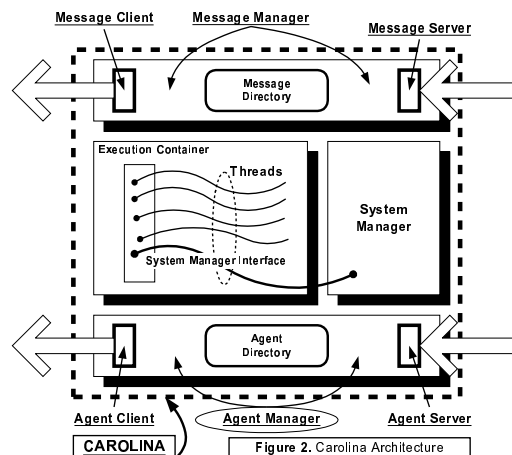 Message Client
Message Manager
Message Server
Message
Directory
Execution Container
Threads
System
Manager
System Manager Interface
Agent
Directory
Agent Client
Agent Manager
Agent Server
CAROLINA
Figure 2. Carolina Architecture